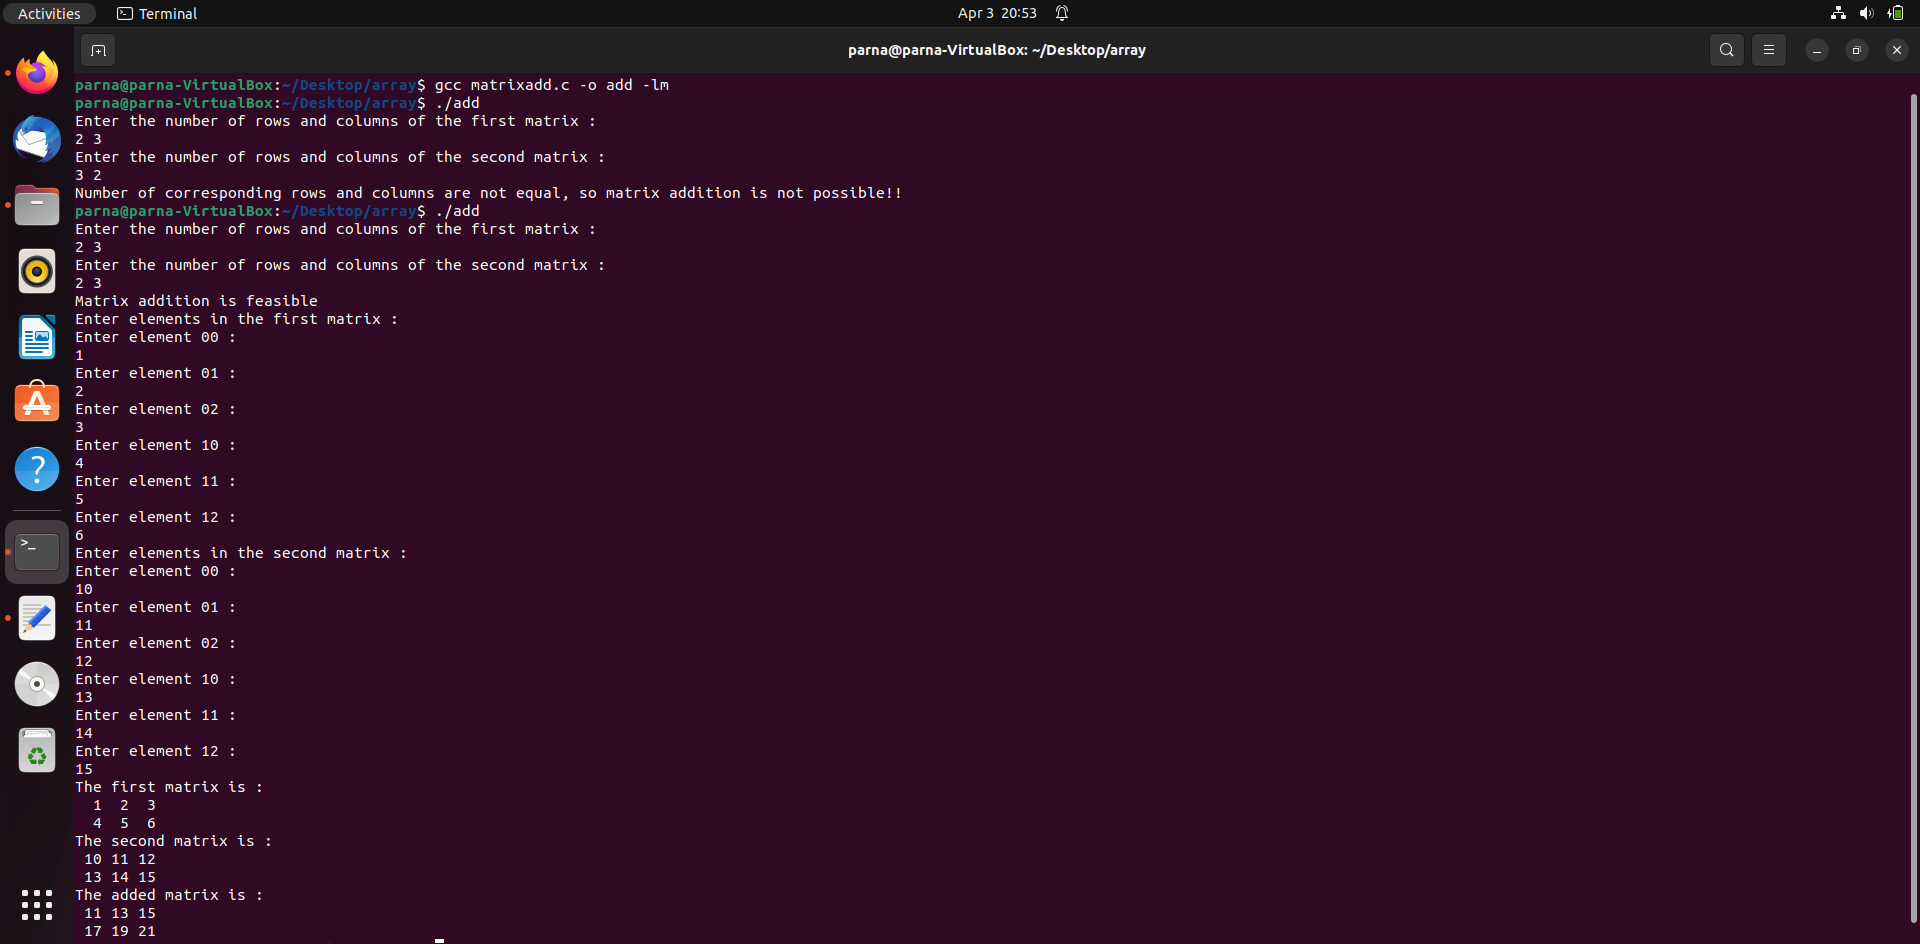 Activities
Terminal
Apr 3 20:53
parna@parna-VirtualBox: ~/Desktop/array
parna@parna-VirtualBox:~/Desktop/array$ gcc matrixadd.c -o add -lm
parna@parna-VirtualBox:~/Desktop/array$ ./add
Enter the number of rows and columns of the first matrix :
2 3
Enter the number of rows and columns of the second matrix :
3 2
Number of corresponding rows and columns are not equal, so matrix addition is not possible!!
parna@parna-VirtualBox:~/Desktop/array$ ./add
Enter the number of rows and columns of the first matrix :
2 3
Enter the number of rows and columns of the second matrix :
2 3
Matrix addition is feasible
Enter elements in the first matrix :
Enter element 00 :
1
Enter element 01 :
2
Enter element 02 :
3
Enter element 10 :
4
Enter element 11 :
5
Enter element 12 :
6
Enter elements in the second matrix :
Enter element 00 :
10
Enter element 01 :
11
Enter element 02 :
12
Enter element 10 :
13
Enter element 11 :
14
Enter element 12 :
15
The first matrix is :
1 2 3
4 5 6
The second matrix is :
10 11 12
13 14 15
The added matrix is :
11 13 15
17 19 21